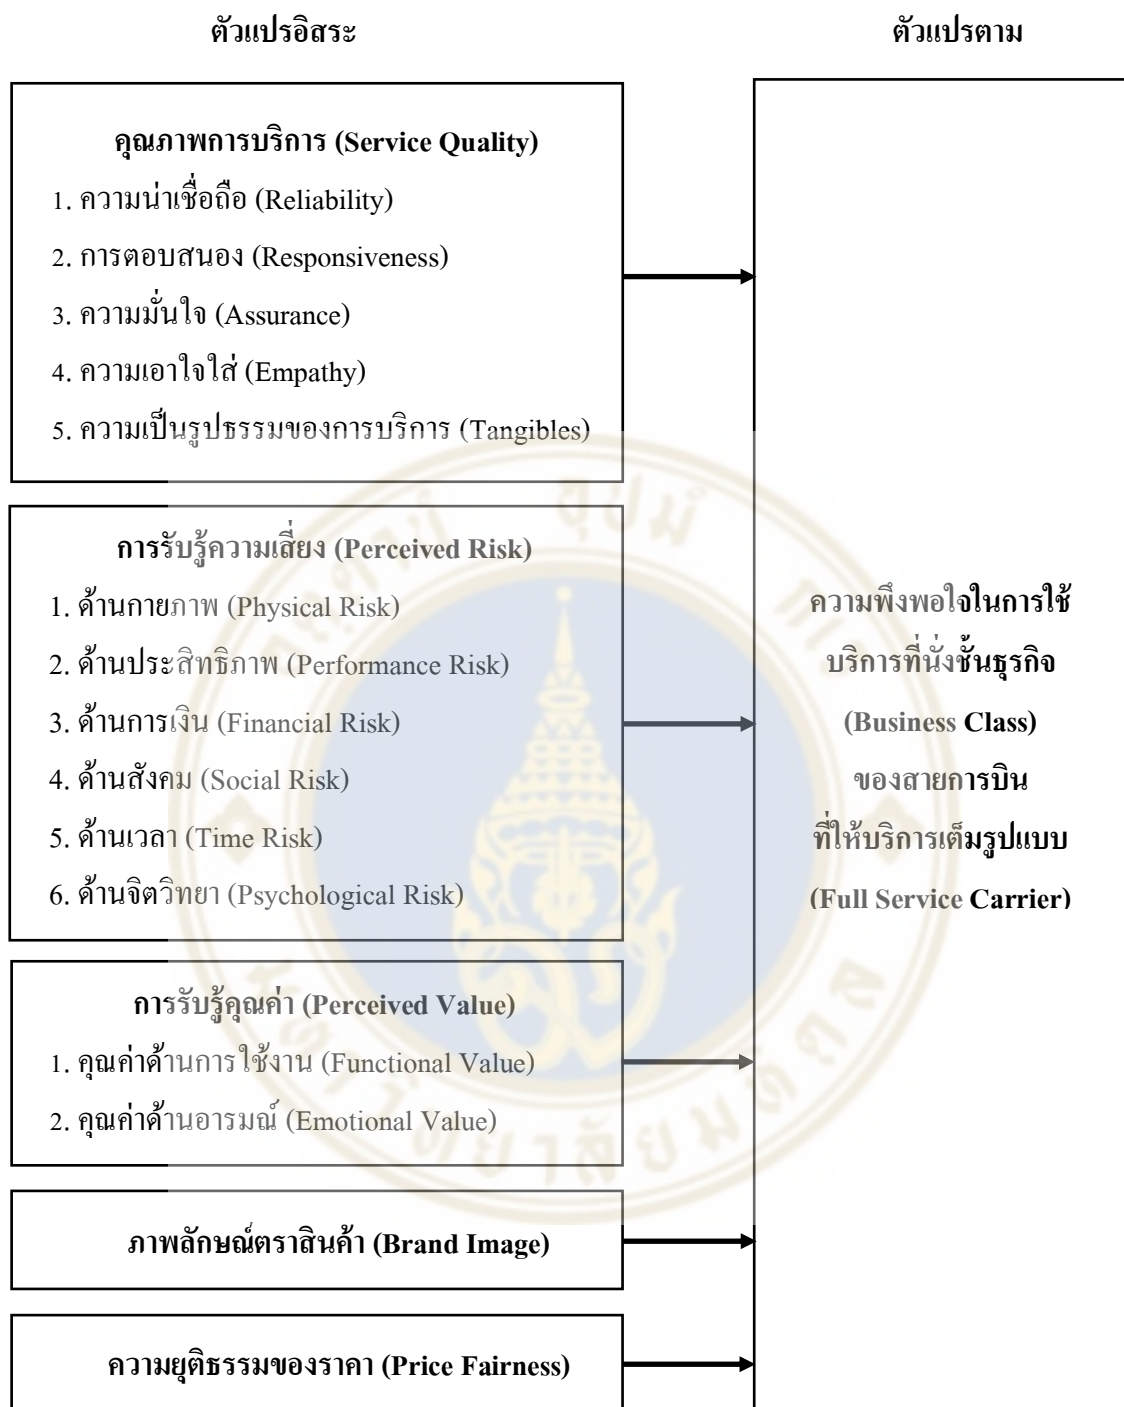 ตัวแปรอิสระ
ตัวแปรตาม
คุณภาพการบริการ (Service Quality)
1. ความน่าเชื่อถือ (Reliability)
2. การตอบสนอง (Responsiveness)
3. ความมั่นใจ (Assurance)
4. ความเอาใจใส่ (Empathy)
5. ความเป็นรูปธรรมของการบริการ (Tangibles)
การรับรู้ความเสี่ยง (Perceived Risk)
1. ด้านกายภาพ (Physical Risk)
2. ด้านประสิทธิภาพ (Performance Risk)
3. ด้านการเงิน (Financial Risk)
4. ด้านสังคม (Social Risk)
5. ด้านเวลา (Time Risk)
6. ด้านจิตวิทยา (Psychological Risk)
การรับรู้คุณค่า (Perceived Value)
1. คุณค่าด้านการใช้งาน (Functional Value)
2. คุณค่าด้านอารมณ์ (Emotional Value)
ภาพลักษณ์ตราสินค้า (Brand Image)
ความยุติธรรมของราคา (Price Fairness)
ความพึงพอใจในการใช้
บริการที่นั่งชั้นธุรกิจ
(Business Class)
ของสายการบิน
ที่ให้บริการเต็มรูปแบบ
(Full Service Carrier)